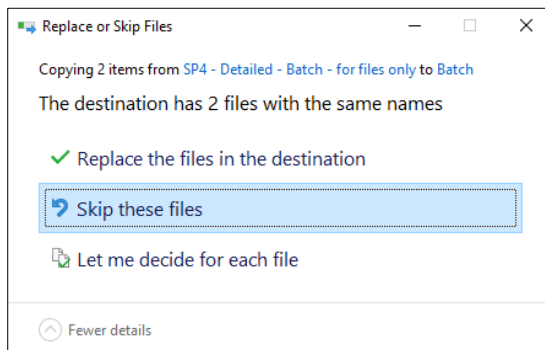 Replace or Skip Files
Copying 2 items from SP4 - Detailed - Batch - for files only to Batch
The destination has 2 files with the same names
Replace the files in the destination
Skip these files
Let me decide for each file
Fewer details